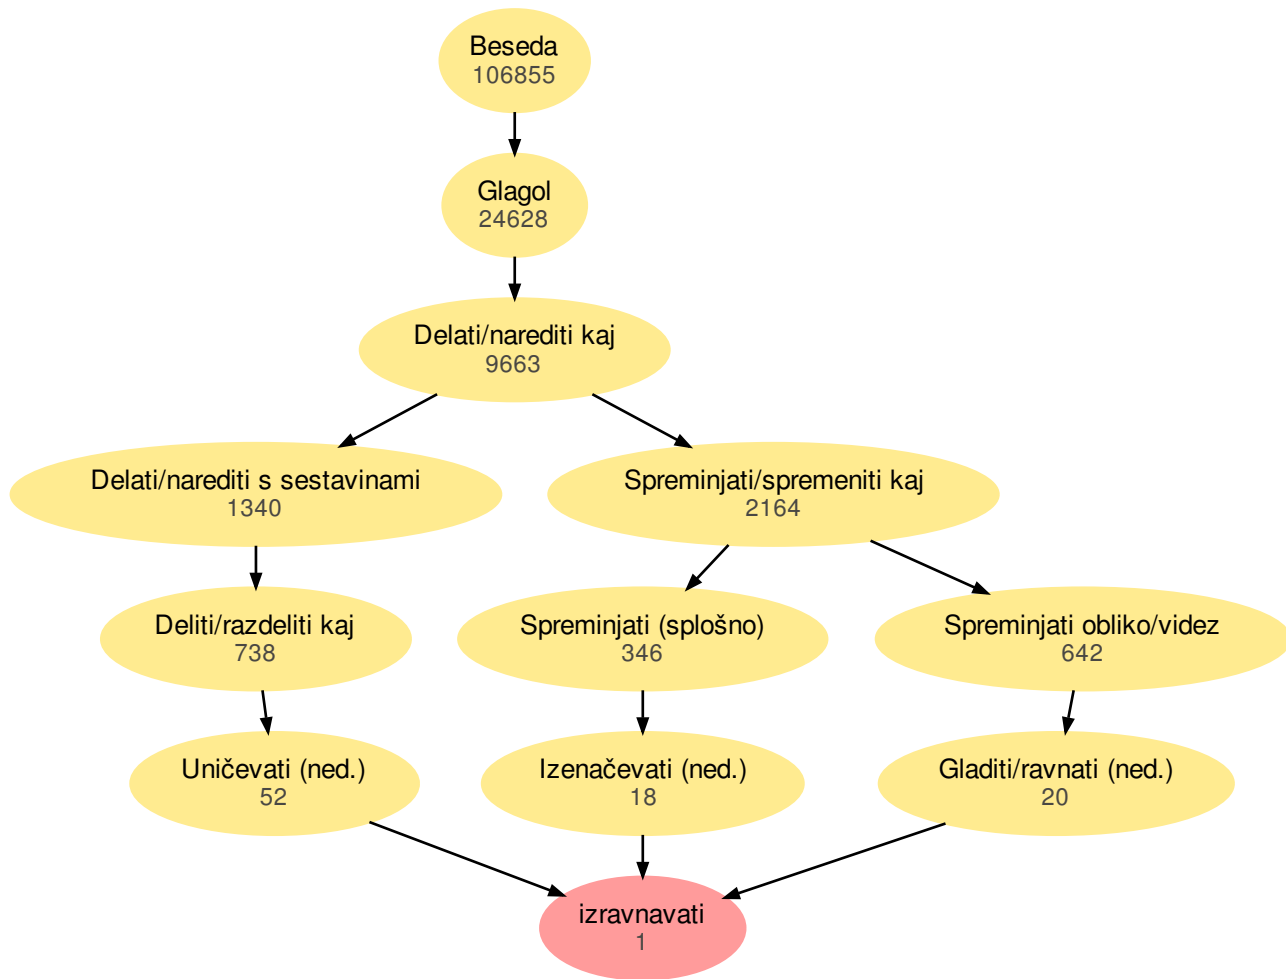 Beseda
106855
Glagol
24628
Delati/narediti kaj
9663
Delati/narediti s sestavinami
1340
Spreminjati/spremeniti kaj
2164
Deliti/razdeliti kaj
738
Spreminjati (splošno)
346
Spreminjati obliko/videz
642
Uničevati (ned.)
52
Izenačevati (ned.)
18
Gladiti/ravnati (ned.)
20
izravnavati
1